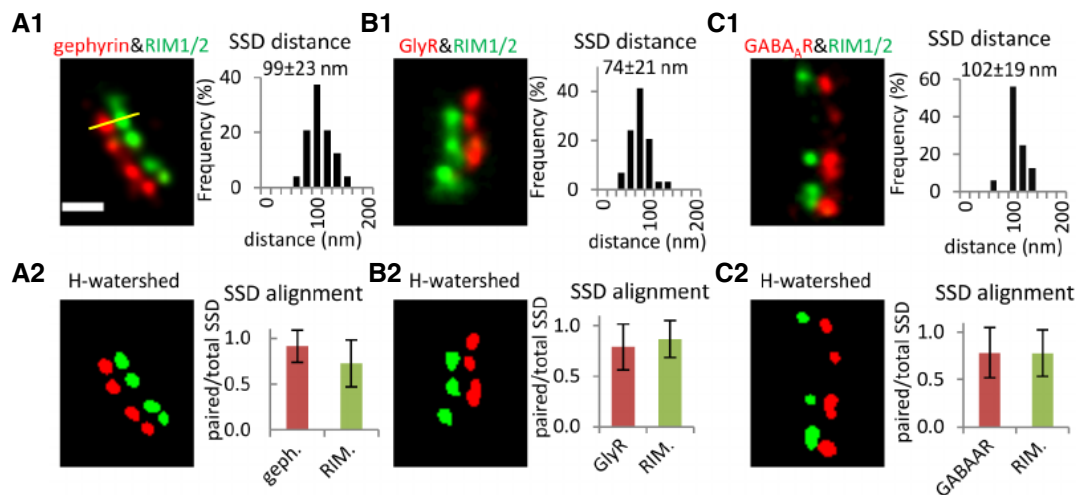 A1
gephyrin&RIM1/2
SSD distance
99±23 nm
Frequency (%)
40
20
0
0
100
200
distance (nm)
B1
GlyR&RIM1/2
SSD distance
74±21 nm
Frequency (%)
60
40
20
0
0
100
200
distance (nm)
C1
GABAAR&RIM1/2
SSD distance
102±19 nm
Frequency (%)
60
40
20
0
0
100
200
distance (nm)
A2
H-watershed
SSD alignment
paired/total SSD
1.0
0.5
0.0
geph.
RIM.
B2
H-watershed
SSD alignment
paired/total SSD
1.0
0.5
0.0
GlyR
RIM.
C2
H-watershed
SSD alignment
paired/total SSD
1.0
0.5
0.0
GABAAR
RIM.